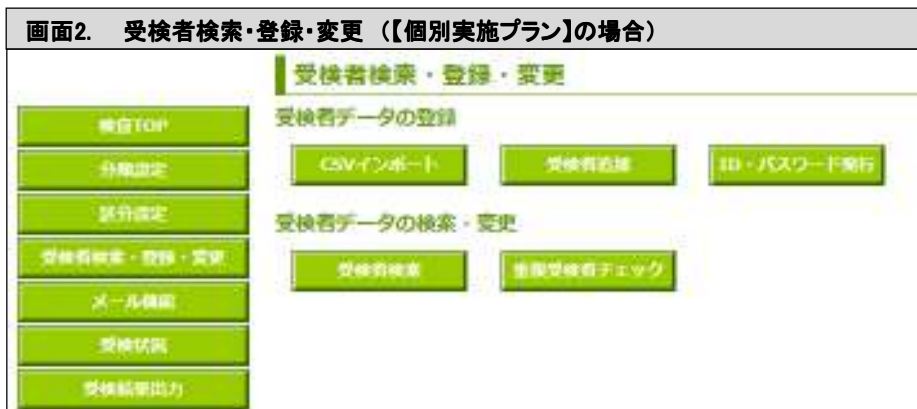 画面2.　受検者検索・登録・変更　（【個別実施プラン】の場合）
受検者検索・登録・変更
検査TOP
分類設定
区分設定
受検者検索・登録・変更
メール機能
受検状況
受検結果出力
受検者データの登録
CSVインポート　受検者追加　ID・パスワード発行
受検者データの検索・変更
受検者検索　重複受検者チェック